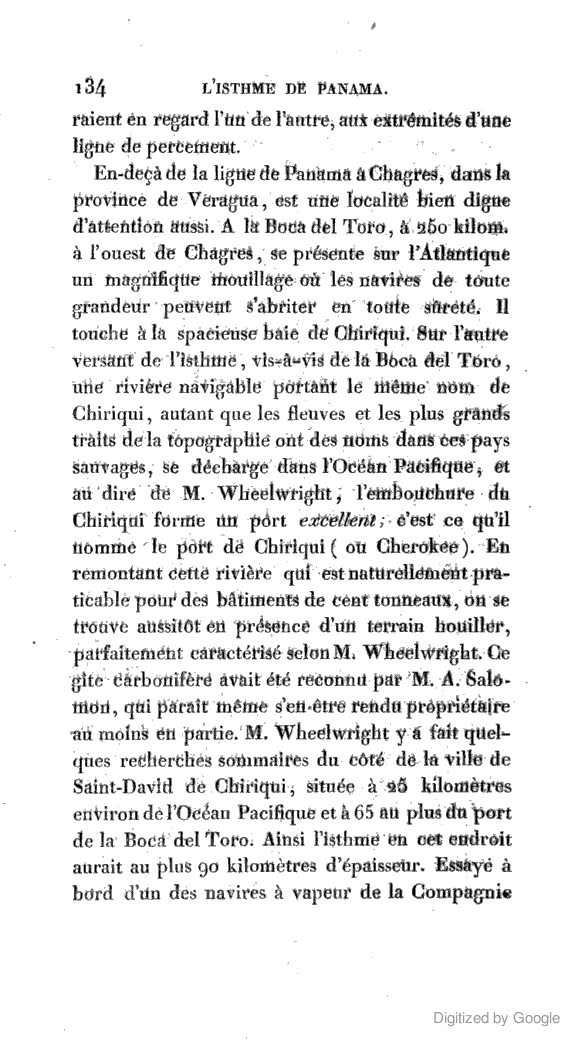 134 L'ISTHME DE PANAMA.
raient en regard l'un de l'autre, aux extrémités d'une
ligne de percement.
En-deçà de la ligne de Panama à Chagres, dans la
province de Veragua, est une localité bien digne
d'attention aussi. A la Boca del Toro, à 250 kilom.
à l'ouest de Chagres, se présente sur l'Atlantique
un magnifique mouillage où les navires de toute
grandeur peuvent s'abriter en toute sûreté. Il
touche à la spacieuse baie de Chiriqui. Sur l'autre
versant de l'isthme, vis-à-vis de la Boca del Toro,
une rivière navigable portant le même nom de
Chiriqui, autant que les fleuves et les plus grands
traits de la topographie ont des noms dans ces pays
sauvages, se décharge dans l'Océan Pacifique, et
au dire de M. Wheelwright, l'embouchure du
Chiriqui forme un port excellent; c'est ce qu'il
nomme le port de Chiriqui ( ou Cherokee ). En
remontant cette rivière qui est naturellement pra-
ticable pour des bâtiments de cent tonneaux, on se
trouve aussitôt en présence d'un terrain houiller,
parfaitement caractérisé selon M. Wheelwright. Ce
gîte carbonifère avait été reconnu par M. A. Salo-
mon, qui paraît même s'en être rendu propriétaire
au moins en partie. M. Wheelwright y a fait quel-
ques recherches sommaires du côté de la ville de
Saint-David de Chiriqui, située à 25 kilomètres
environ de l'Océan Pacifique et à 65 au plus du port
de la Boca del Toro. Ainsi l'isthme en cet endroit
aurait au plus 90 kilomètres d'épaisseur. Essayé à
bord d'un des navires à vapeur de la Compagnie
Digitized by Google